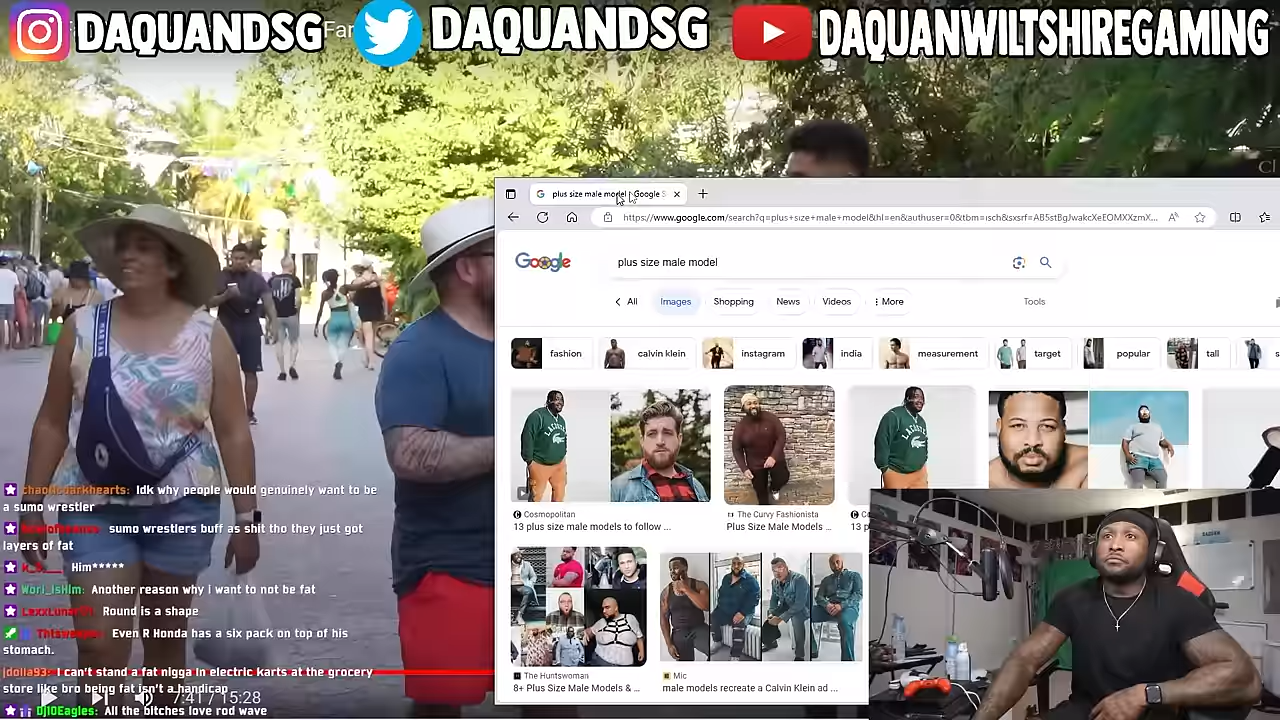 DAQUANDSG
DAQUANDSG
DAQUANWILTSHIREGAMING
plus size male model | Google S
https://www.google.com/search?q=plus+size+male+model&hl=en&authuser=0&tbm=isch&sxsrf=AB5stBgJwakcXeEOMXXzmX...
Google
plus size male model
All
Images
Shopping
News
Videos
More
Tools
fashion
calvin klein
instagram
india
measurement
target
popular
tall
LACOSTE
LACOSTE
Cosmopolitan
13 plus size male models to follow ...
The Curvy Fashionista
Plus Size Male Models ...
The Huntswoman
8+ Plus Size Male Models & ...
Mic
male models recreate a Calvin Klein ad ...
chaoticdarkhearts: Idk why people would genuinely want to be
a sumo wrestler
sumo wrestlers buff as shit tho they just got
layers of fat
Him*****
Wori_IsHim: Another reason why i want to not be fat
Round is a shape
Even R Honda has a six pack on top of his
stomach.
jdolla93: I can't stand a fat nigga in electric karts at the grocery
store like bro being fat isn't a handicap
7:41 / 15:28
Dj10Eagles: All the bitches love rod wave